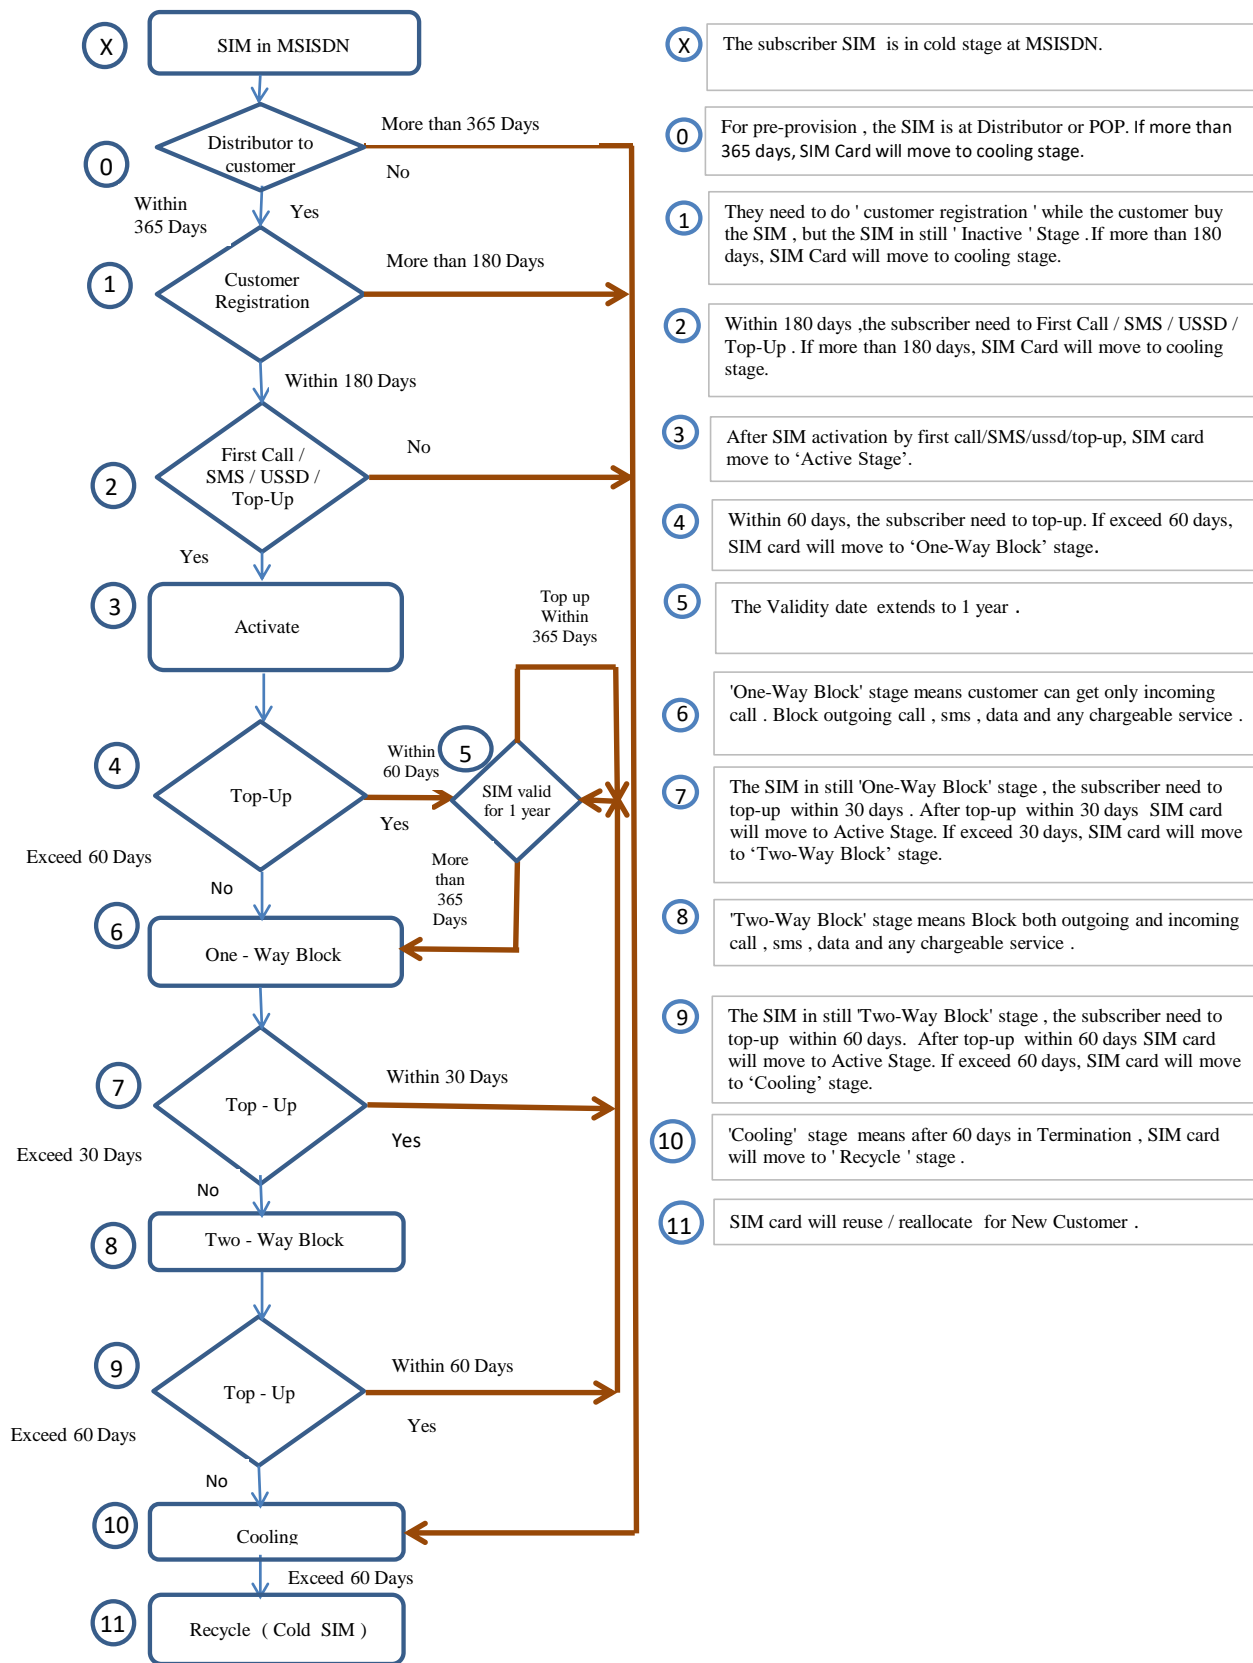 X
SIM in MSISDN
0
Distributor to
customer
More than 365 Days
No
Within
365 Days
Yes
1
Customer
Registration
More than 180 Days
Within 180 Days
2
First Call /
SMS / USSD /
Top-Up
No
Yes
3
Activate
Top up
Within
365 Days
4
Top-Up
Within
60 Days
Yes
5
SIM valid
for 1 year
Exceed 60 Days
No
More
than
365
Days
6
One - Way Block
7
Top - Up
Within 30 Days
Yes
Exceed 30 Days
No
8
Two - Way Block
9
Top - Up
Within 60 Days
Yes
Exceed 60 Days
No
10
Cooling
Exceed 60 Days
11
Recycle ( Cold SIM )
X
The subscriber SIM is in cold stage at MSISDN.
0
For pre-provision , the SIM is at Distributor or POP. If more than
365 days, SIM Card will move to cooling stage.
1
They need to do ' customer registration ' while the customer buy
the SIM , but the SIM in still ' Inactive ' Stage .If more than 180
days, SIM Card will move to cooling stage.
2
Within 180 days ,the subscriber need to First Call / SMS / USSD /
Top-Up . If more than 180 days, SIM Card will move to cooling
stage.
3
After SIM activation by first call/SMS/ussd/top-up, SIM card
move to ‘Active Stage’.
4
Within 60 days, the subscriber need to top-up. If exceed 60 days,
SIM card will move to ‘One-Way Block’ stage.
5
The Validity date extends to 1 year .
6
'One-Way Block' stage means customer can get only incoming
call . Block outgoing call , sms , data and any chargeable service .
7
The SIM in still 'One-Way Block' stage , the subscriber need to
top-up within 30 days . After top-up within 30 days SIM card
will move to Active Stage. If exceed 30 days, SIM card will move
to ‘Two-Way Block’ stage.
8
'Two-Way Block' stage means Block both outgoing and incoming
call , sms , data and any chargeable service .
9
The SIM in still 'Two-Way Block' stage , the subscriber need to
top-up within 60 days. After top-up within 60 days SIM card
will move to Active Stage. If exceed 60 days, SIM card will move
to ‘Cooling’ stage.
10
'Cooling' stage means after 60 days in Termination , SIM card
will move to ' Recycle ' stage .
11
SIM card will reuse / reallocate for New Customer .